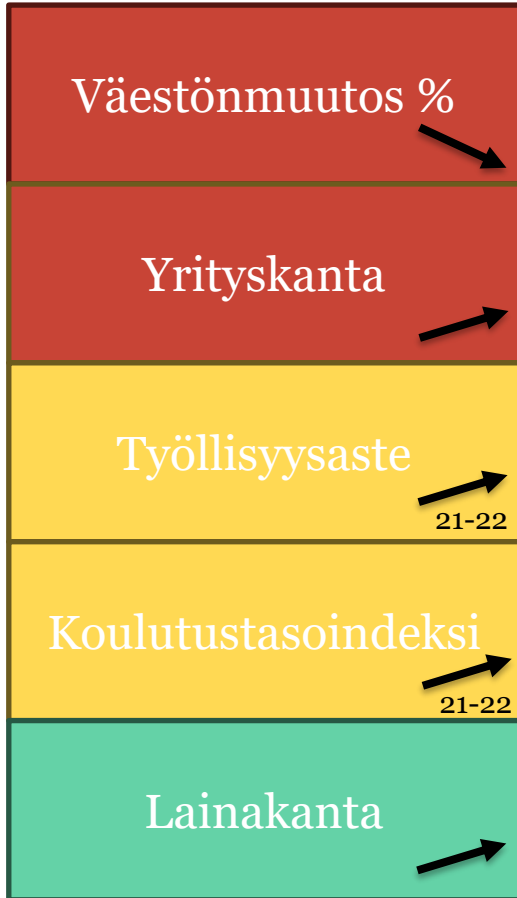 Väestönmuutos %
Yrityskanta
Työllisyysaste
21-22
Koulutustasoindeksi
21-22
Lainakanta